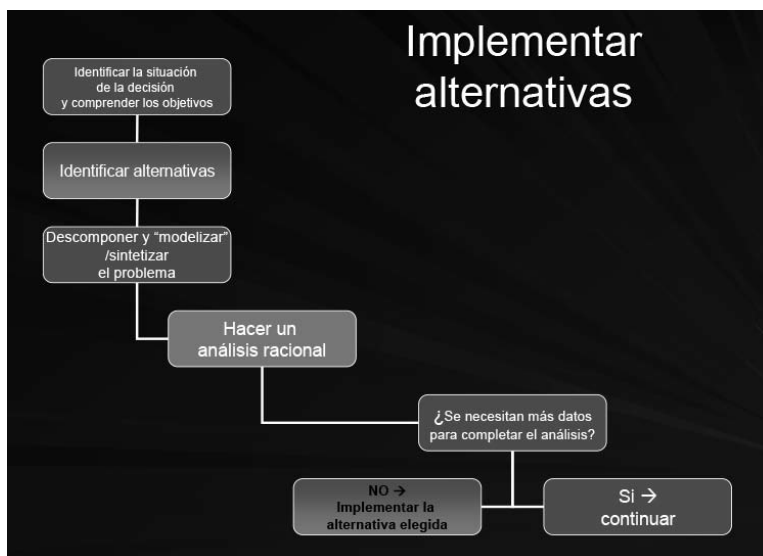 Implementar
alternativas
Identificar la situación
de la decisión
y comprender los objetivos
Identificar alternativas
Descomponer y “modelizar”
/sintetizar
el problema
Hacer un
análisis racional
¿Se necesitan más datos
para completar el análisis?
NO →
Implementar la
alternativa elegida
Si →
continuar